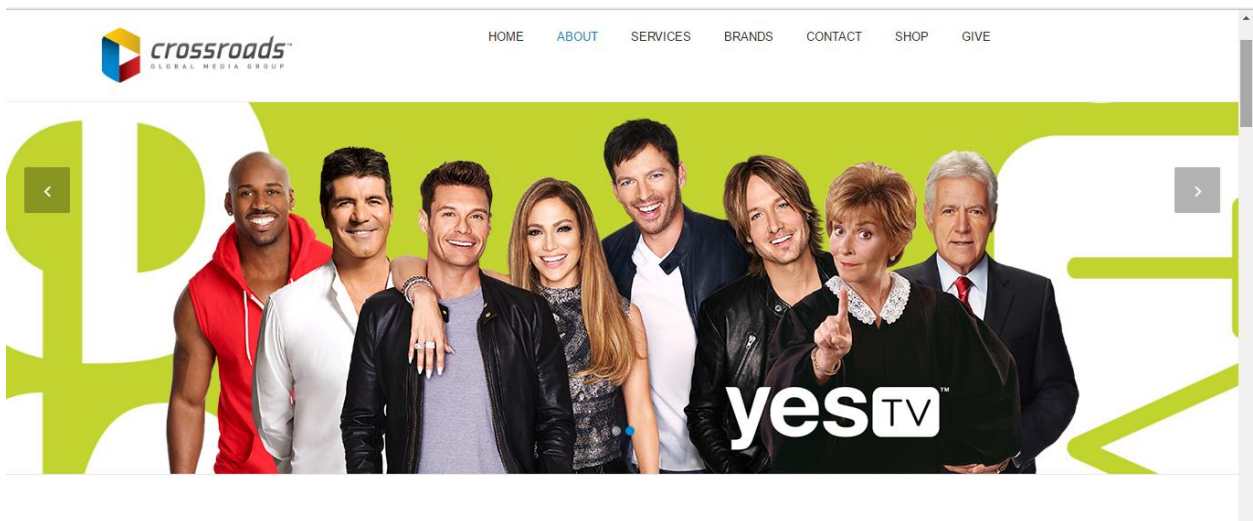 crossroads™
GLOBAL MEDIA GROUP
HOME ABOUT SERVICES BRANDS CONTACT SHOP GIVE
yes TV™